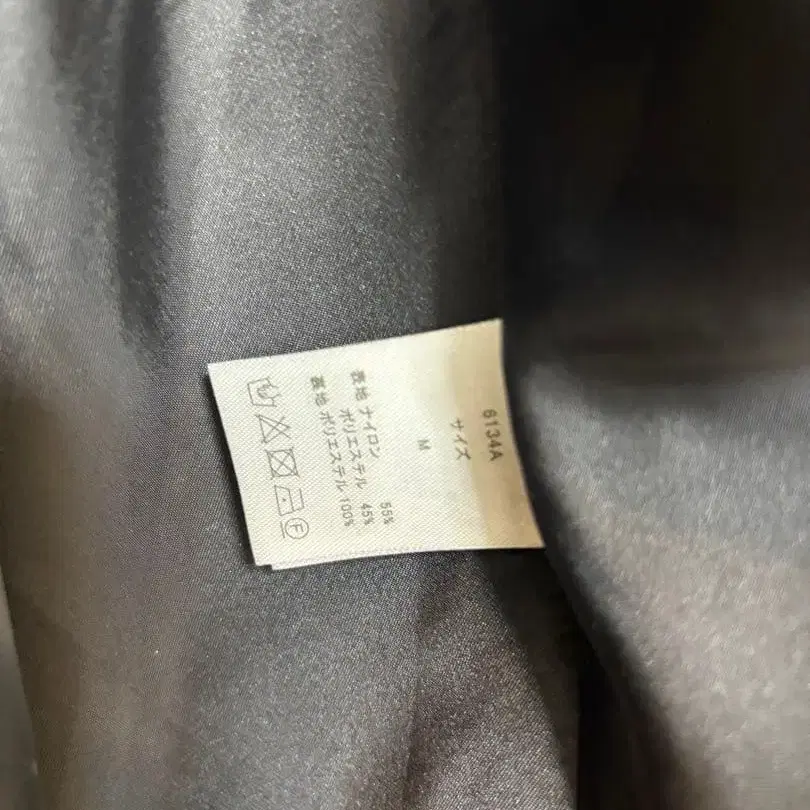 6134A
サイズ
M
表地 ナイロン 55%
ポリエステル 45%
裏地 ポリエステル 100%
F